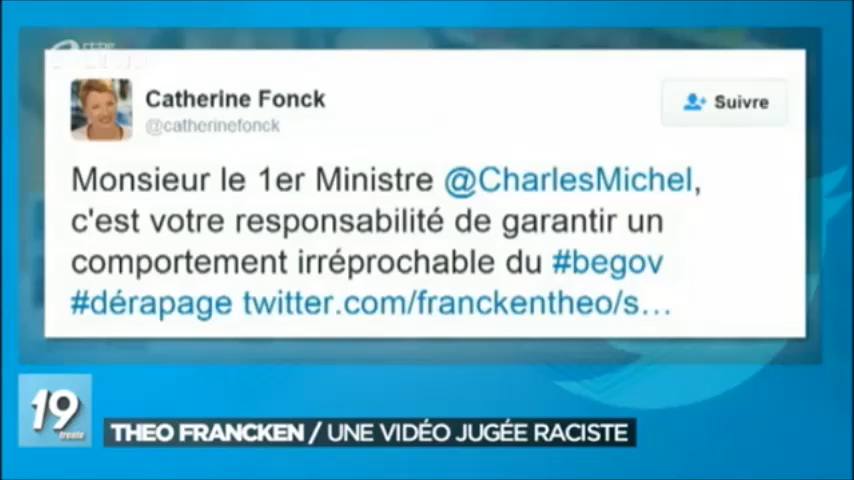 Catherine Fonck
@catherinefonck
Suivre
Monsieur le 1er Ministre @CharlesMichel,
c'est votre responsabilité de garantir un
comportement irréprochable du #begov
#dérapage twitter.com/franckentheo/s…
19
trente
THEO FRANCKEN / UNE VIDÉO JUGÉE RACISTE